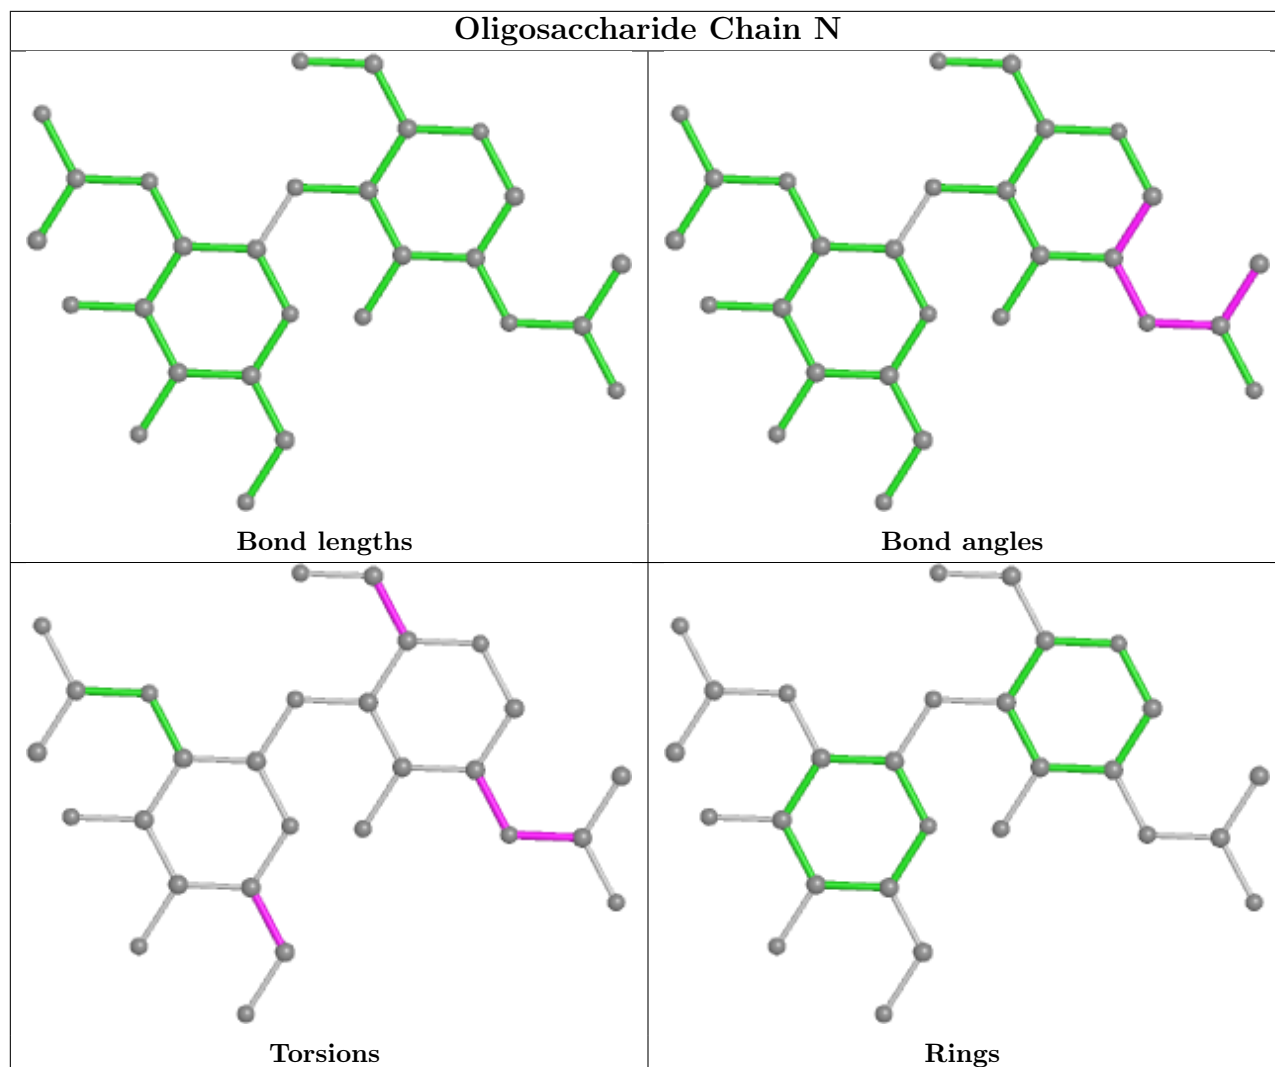 Oligosaccharide Chain N
Bond lengths
Bond angles
Torsions
Rings